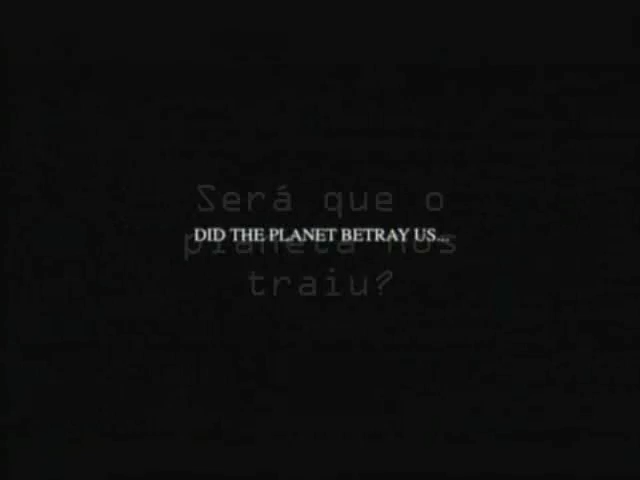 Será que o
DID THE PLANET BETRAY US...
planeta nos
traiu?